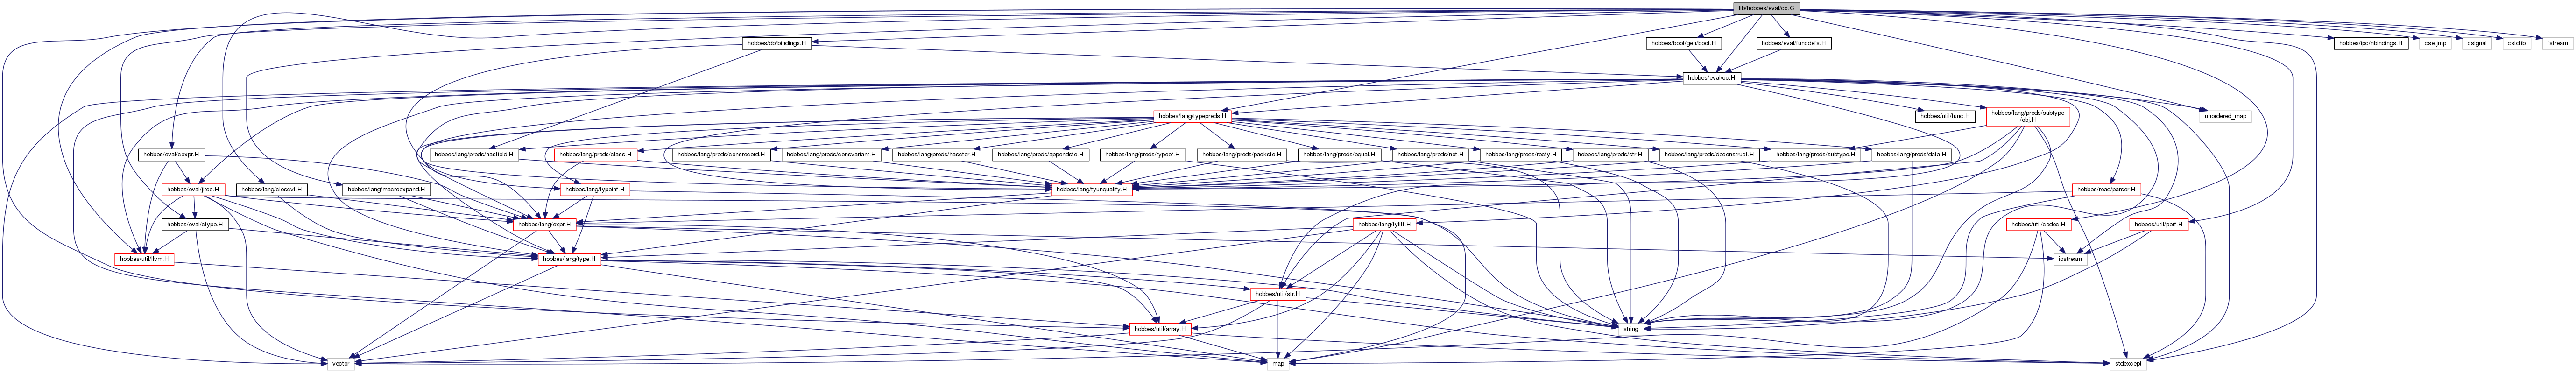 lib/hobbes/eval/cc.C
hobbes/db/bindings.H
hobbes/boot/gen/boot.H
hobbes/eval/funcdefs.H
hobbes/ipc/nbindings.H
csetjmp
csignal
cstdlib
fstream
hobbes/eval/cc.H
hobbes/lang/typepreds.H
hobbes/util/func.H
hobbes/lang/preds/subtype
/obj.H
unordered_map
hobbes/eval/cexpr.H
hobbes/lang/preds/hasfield.H
hobbes/lang/preds/class.H
hobbes/lang/preds/consrecord.H
hobbes/lang/preds/consvariant.H
hobbes/lang/preds/hasctor.H
hobbes/lang/preds/appendsto.H
hobbes/lang/preds/typeof.H
hobbes/lang/preds/packsto.H
hobbes/lang/preds/equal.H
hobbes/lang/preds/not.H
hobbes/lang/preds/recty.H
hobbes/lang/preds/str.H
hobbes/lang/preds/deconstruct.H
hobbes/lang/preds/subtype.H
hobbes/lang/preds/data.H
hobbes/eval/jitcc.H
hobbes/lang/closcvt.H
hobbes/lang/macroexpand.H
hobbes/lang/typeinf.H
hobbes/lang/tyunqualify.H
hobbes/read/parser.H
hobbes/eval/ctype.H
hobbes/lang/expr.H
hobbes/lang/tylift.H
hobbes/util/codec.H
hobbes/util/perf.H
hobbes/util/llvm.H
hobbes/lang/type.H
iostream
hobbes/util/str.H
hobbes/util/array.H
string
vector
map
stdexcept